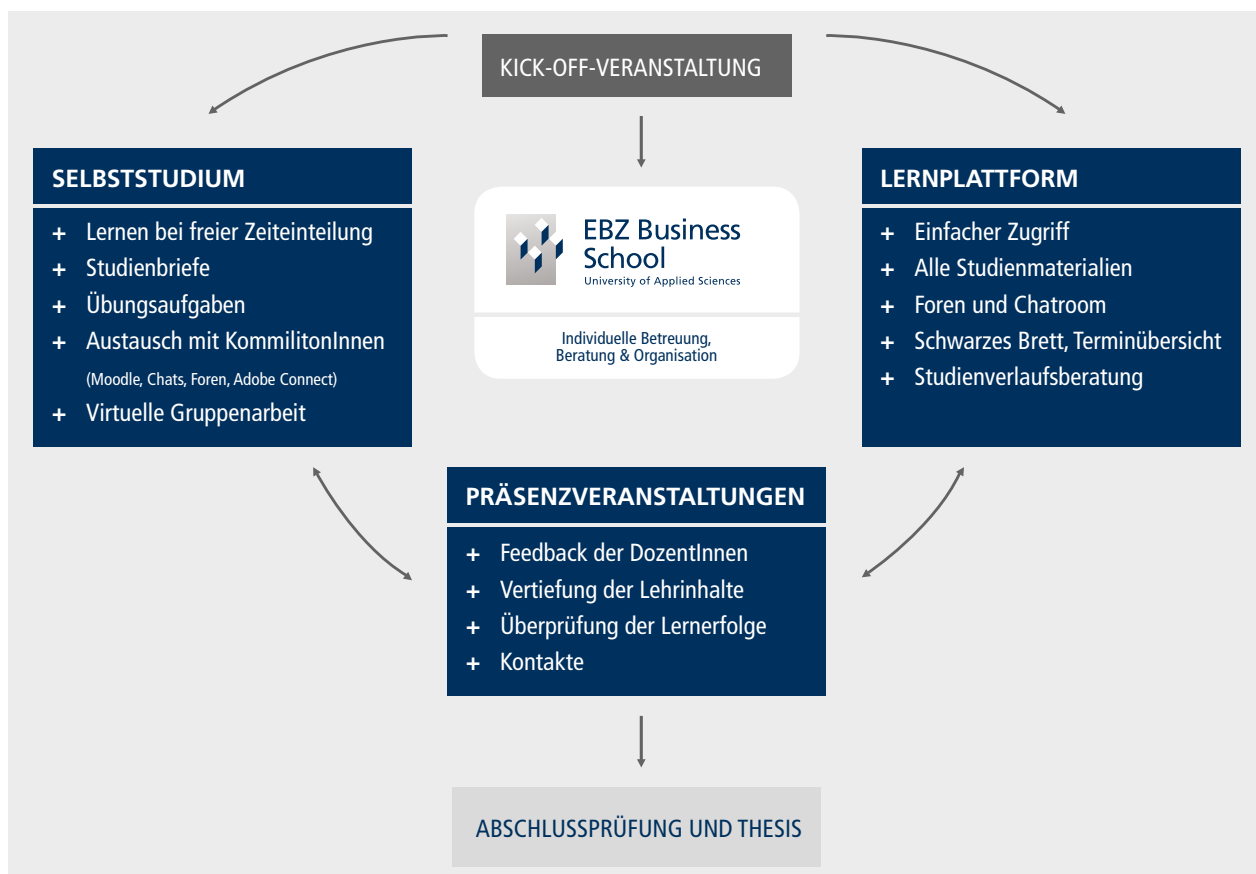 KICK-OFF-VERANSTALTUNG
SELBSTSTUDIUM
+ Lernen bei freier Zeiteinteilung
+ Studienbriefe
+ Übungsaufgaben
+ Austausch mit KommilitonInnen
(Moodle, Chats, Foren, Adobe Connect)
+ Virtuelle Gruppenarbeit
EBZ Business
School
University of Applied Sciences
Individuelle Betreuung,
Beratung & Organisation
LERNPLATTFORM
+ Einfacher Zugriff
+ Alle Studienmaterialien
+ Foren und Chatroom
+ Schwarzes Brett, Terminübersicht
+ Studienverlaufsberatung
PRÄSENZVERANSTALTUNGEN
+ Feedback der DozentInnen
+ Vertiefung der Lehrinhalte
+ Überprüfung der Lernerfolge
+ Kontakte
ABSCHLUSSPRÜFUNG UND THESIS